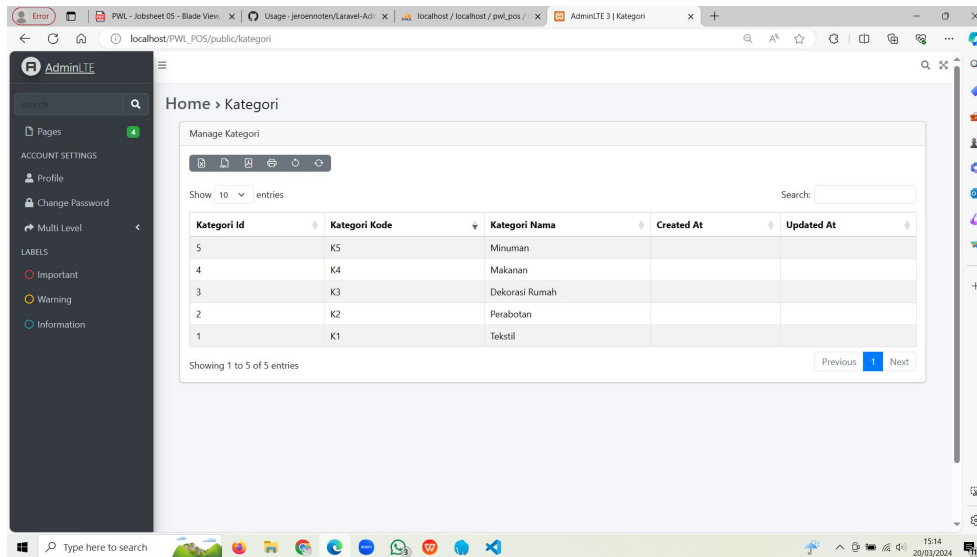 Error
PWL - Jobsheet 05 - Blade View,
Usage · jeroennoten/Laravel-Adm
localhost / localhost / pwl_pos /
AdminLTE 3 | Kategori
localhost/PWL_POS/public/kategori
AdminLTE
search
Home › Kategori
Pages
4
ACCOUNT SETTINGS
Profile
Change Password
Multi Level
LABELS
Important
Warning
Information
Manage Kategori
Show 10 entries
Search:
Kategori Id Kategori Kode Kategori Nama Created At Updated At
5 K5 Minuman
4 K4 Makanan
3 K3 Dekorasi Rumah
2 K2 Perabotan
1 K1 Tekstil
Showing 1 to 5 of 5 entries
Previous 1 Next
Type here to search
15:14
20/03/2024